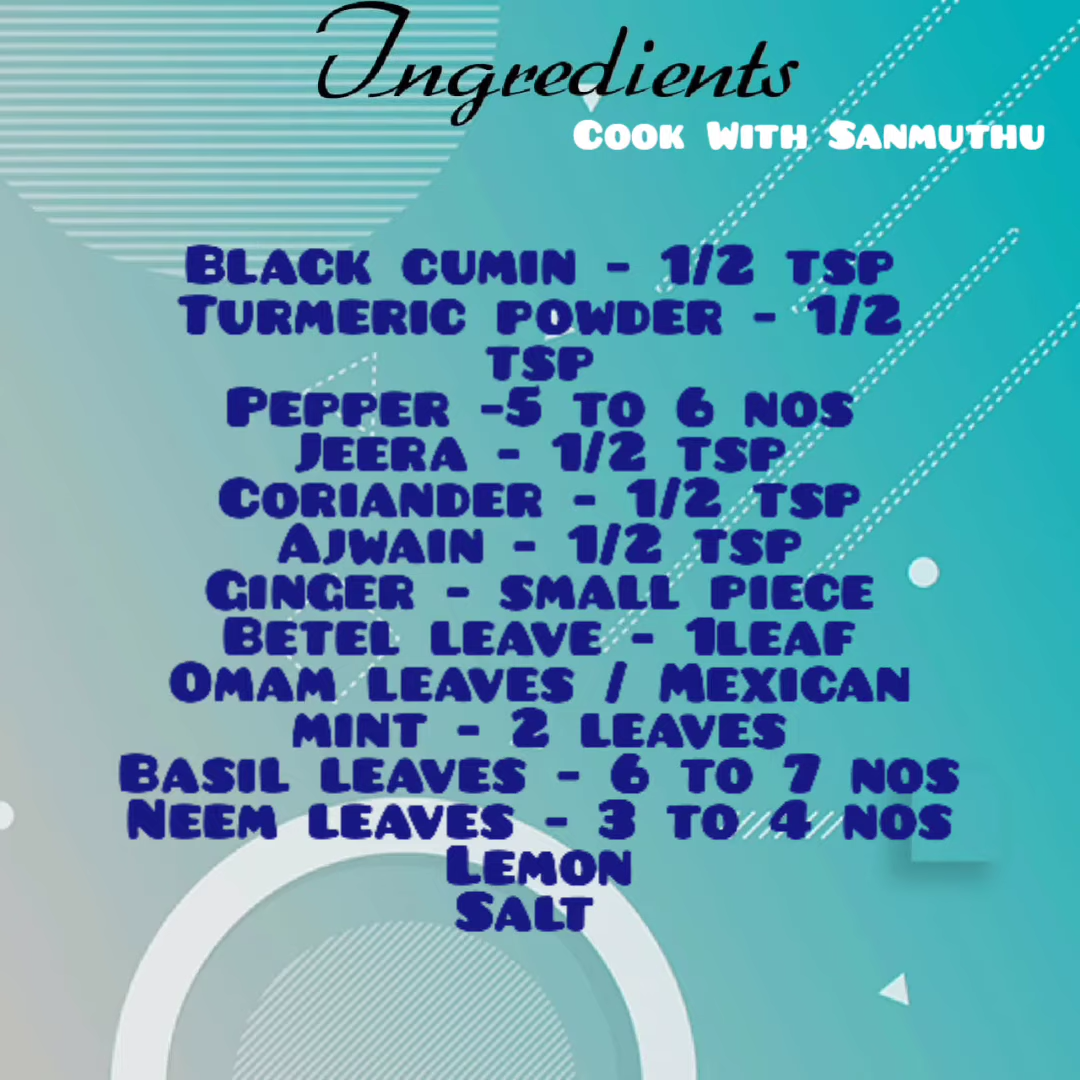 Ingredients
Cook With Sanmuthu
Black cumin - 1/2 tsp
Turmeric powder - 1/2
tsp
Pepper -5 to 6 nos
Jeera - 1/2 tsp
Coriander - 1/2 tsp
Ajwain - 1/2 tsp
Ginger - small piece
Betel leave - 1leaf
Omam leaves / Mexican
mint - 2 leaves
Basil leaves - 6 to 7 nos
Neem leaves - 3 to 4 nos
Lemon
Salt